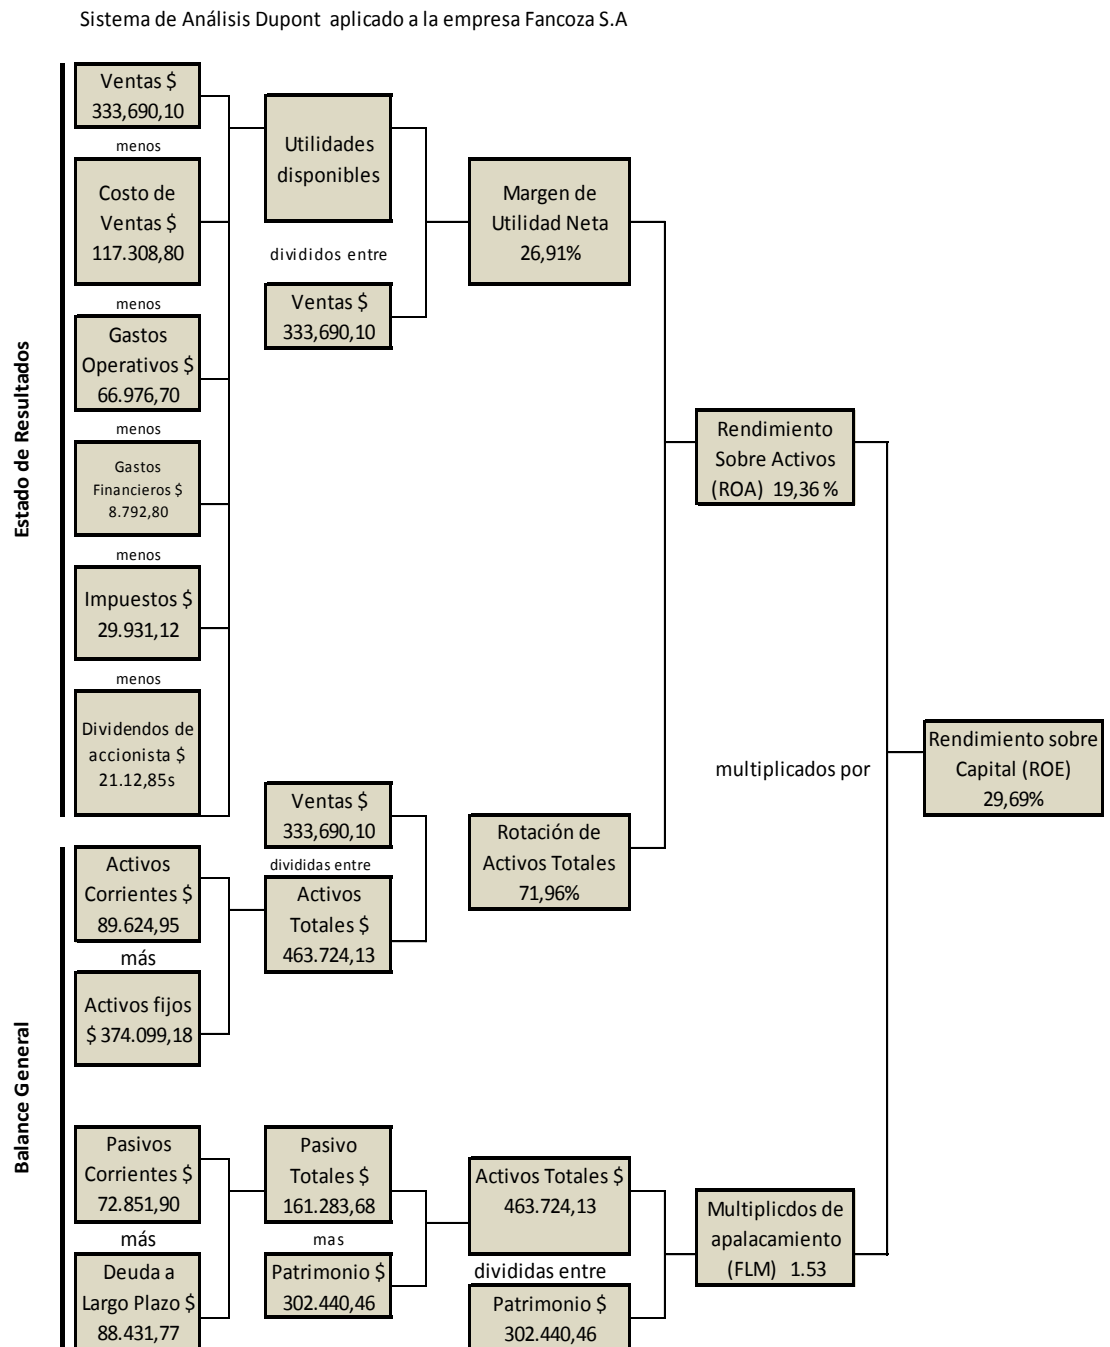 Sistema de Análisis Dupont aplicado a la empresa Fancoza S.A
Estado de Resultados
Ventas $
333,690,10
menos
Costo de
Ventas $
117.308,80
menos
Gastos
Operativos $
66.976,70
menos
Gastos
Financieros $
8.792,80
menos
Impuestos $
29.931,12
menos
Dividendos de
accionista $
21.12,85s
Utilidades
disponibles
divididos entre
Ventas $
333,690,10
Margen de
Utilidad Neta
26,91%
Rendimiento
Sobre Activos
(ROA) 19,36 %
Ventas $
333,690,10
divididas entre
Activos
Totales $
463.724,13
Rotación de
Activos Totales
71,96%
multiplicados por
Rendimiento sobre
Capital (ROE)
29,69%
Balance General
Activos
Corrientes $
89.624,95
más
Activos fijos
$ 374.099,18
Pasivos
Corrientes $
72.851,90
más
Deuda a
Largo Plazo $
88.431,77
Pasivo
Totales $
161.283,68
mas
Patrimonio $
302.440,46
Activos Totales $
463.724,13
divididas entre
Patrimonio $
302.440,46
Multiplicdos de
apalacamiento
(FLM) 1.53